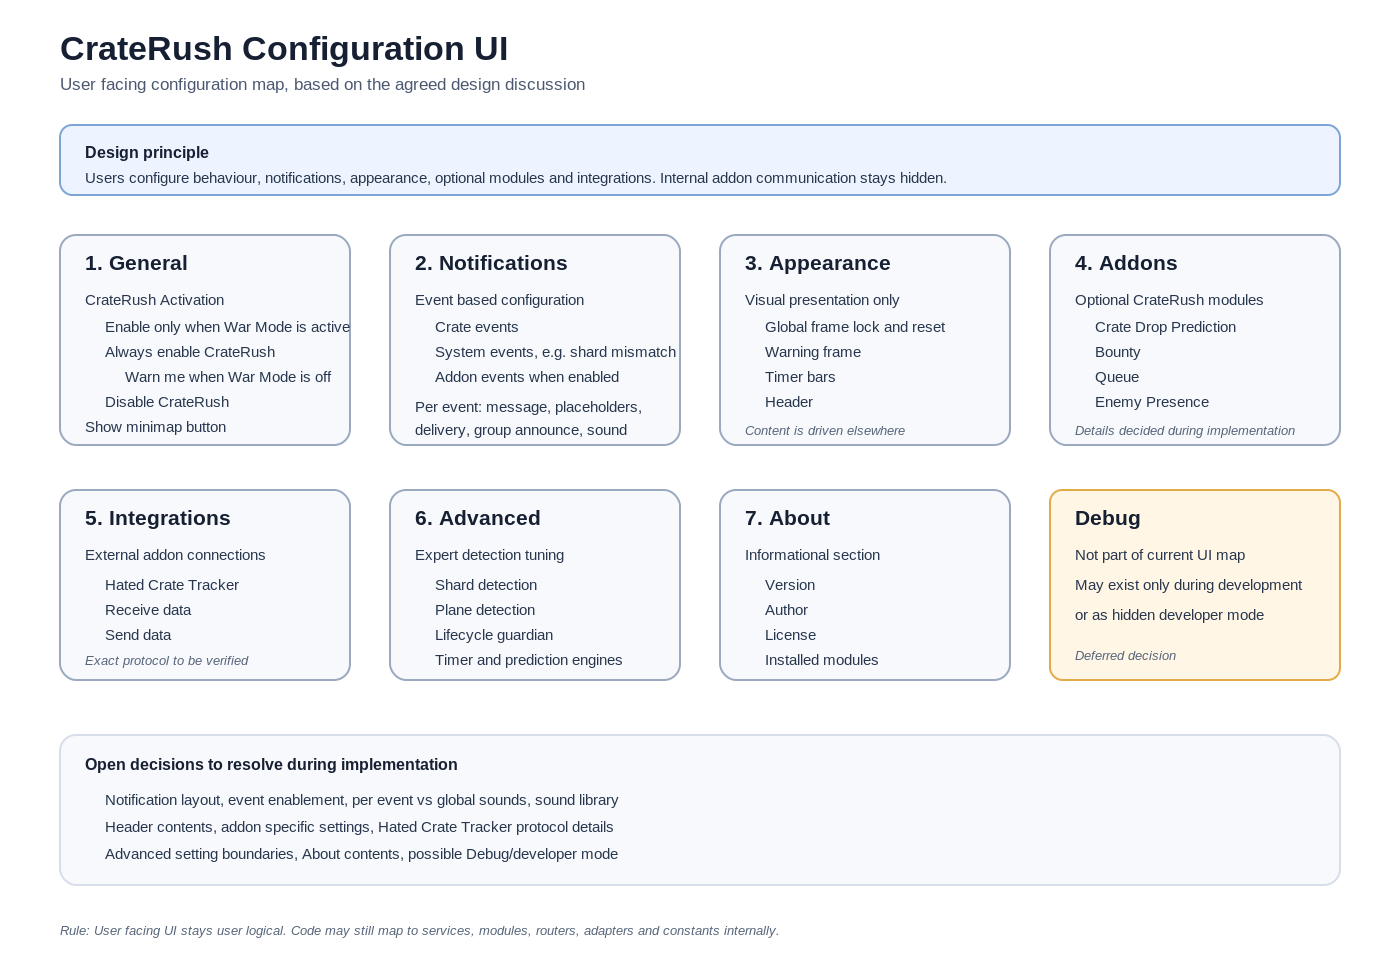 CrateRush Configuration UI
User facing configuration map, based on the agreed design discussion
Design principle
Users configure behaviour, notifications, appearance, optional modules and integrations. Internal addon communication stays hidden.
1. General
CrateRush Activation
Enable only when War Mode is active
Always enable CrateRush
Warn me when War Mode is off
Disable CrateRush
Show minimap button
2. Notifications
Event based configuration
Crate events
System events, e.g. shard mismatch
Addon events when enabled
Per event: message, placeholders,
delivery, group announce, sound
3. Appearance
Visual presentation only
Global frame lock and reset
Warning frame
Timer bars
Header
Content is driven elsewhere
4. Addons
Optional CrateRush modules
Crate Drop Prediction
Bounty
Queue
Enemy Presence
Details decided during implementation
5. Integrations
External addon connections
Hated Crate Tracker
Receive data
Send data
Exact protocol to be verified
6. Advanced
Expert detection tuning
Shard detection
Plane detection
Lifecycle guardian
Timer and prediction engines
7. About
Informational section
Version
Author
License
Installed modules
Debug
Not part of current UI map
May exist only during development
or as hidden developer mode
Deferred decision
Open decisions to resolve during implementation
Notification layout, event enablement, per event vs global sounds, sound library
Header contents, addon specific settings, Hated Crate Tracker protocol details
Advanced setting boundaries, About contents, possible Debug/developer mode
Rule: User facing UI stays user logical. Code may still map to services, modules, routers, adapters and constants internally.